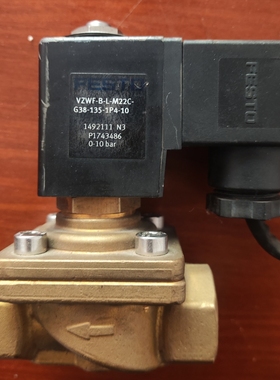 FESTO
VZWF-B-L-M22C-
G38-135-1P4-10
1492111 N3
P1743486
0-10 bar
FESTO